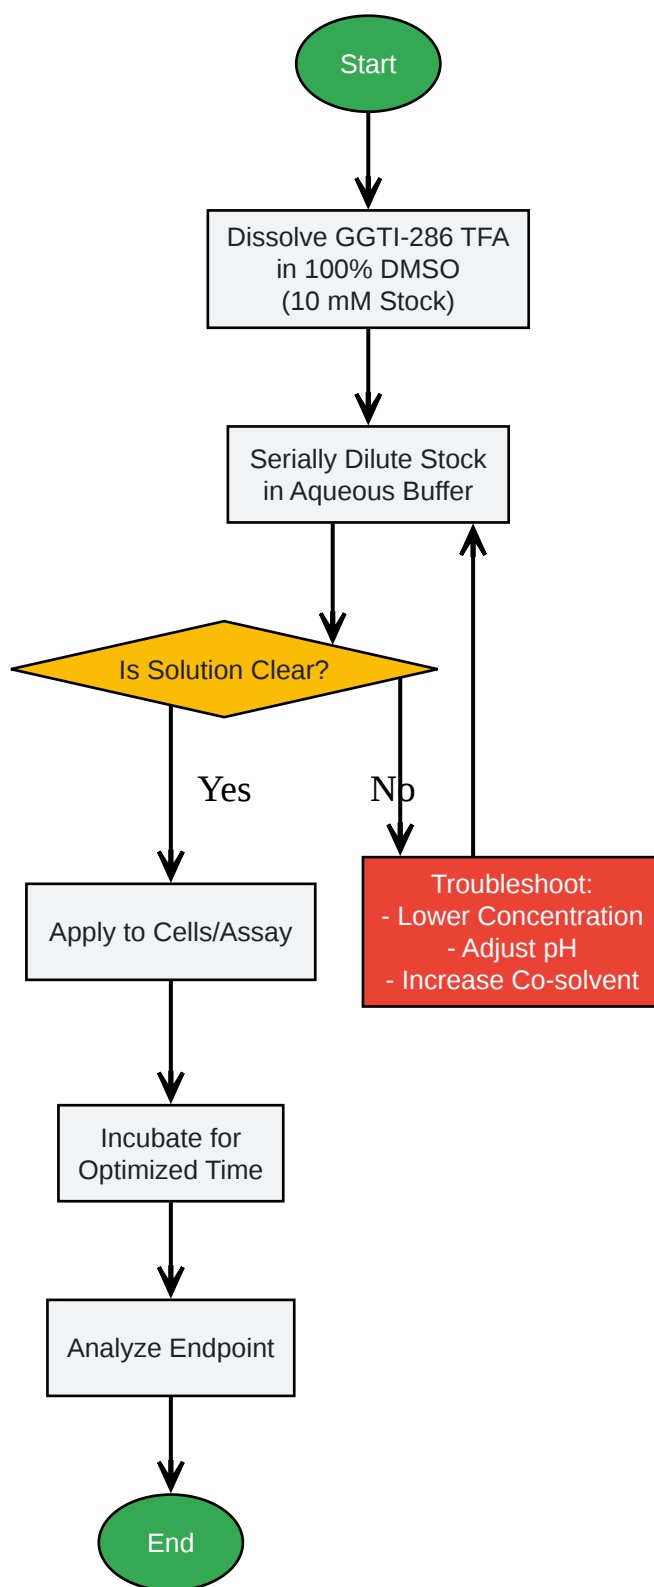 Start
Dissolve GGTI-286 TFA
in 100% DMSO
(10 mM Stock)
Serially Dilute Stock
in Aqueous Buffer
Is Solution Clear?
Yes
No
Troubleshoot:
- Lower Concentration
- Adjust pH
- Increase Co-solvent
Apply to Cells/Assay
Incubate for
Optimized Time
Analyze Endpoint
End